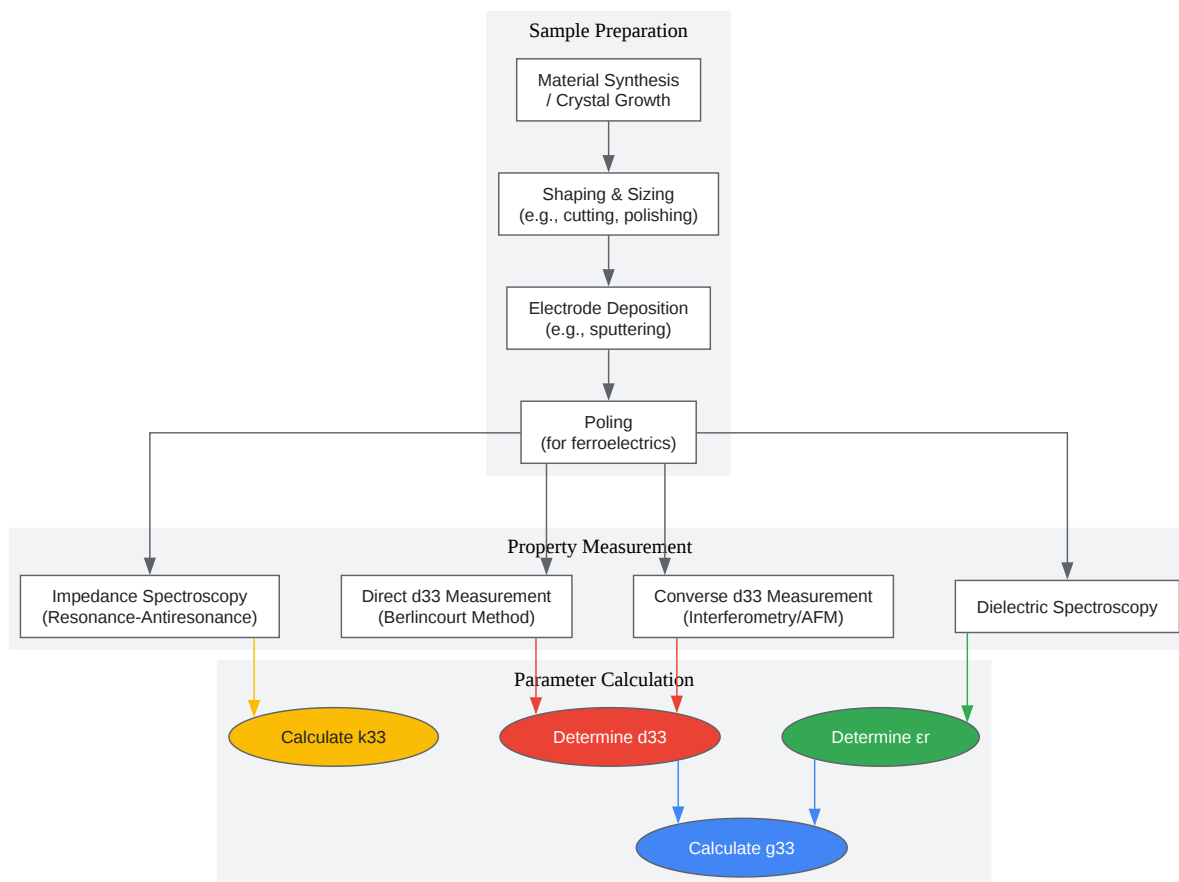 Sample Preparation
Material Synthesis
/ Crystal Growth
Shaping & Sizing
(e.g., cutting, polishing)
Electrode Deposition
(e.g., sputtering)
Poling
(for ferroelectrics)
Property Measurement
Impedance Spectroscopy
(Resonance-Antiresonance)
Direct d33 Measurement
(Berlincourt Method)
Converse d33 Measurement
(Interferometry/AFM)
Dielectric Spectroscopy
Parameter Calculation
Calculate k33
Determine d33
Determine εr
Calculate g33